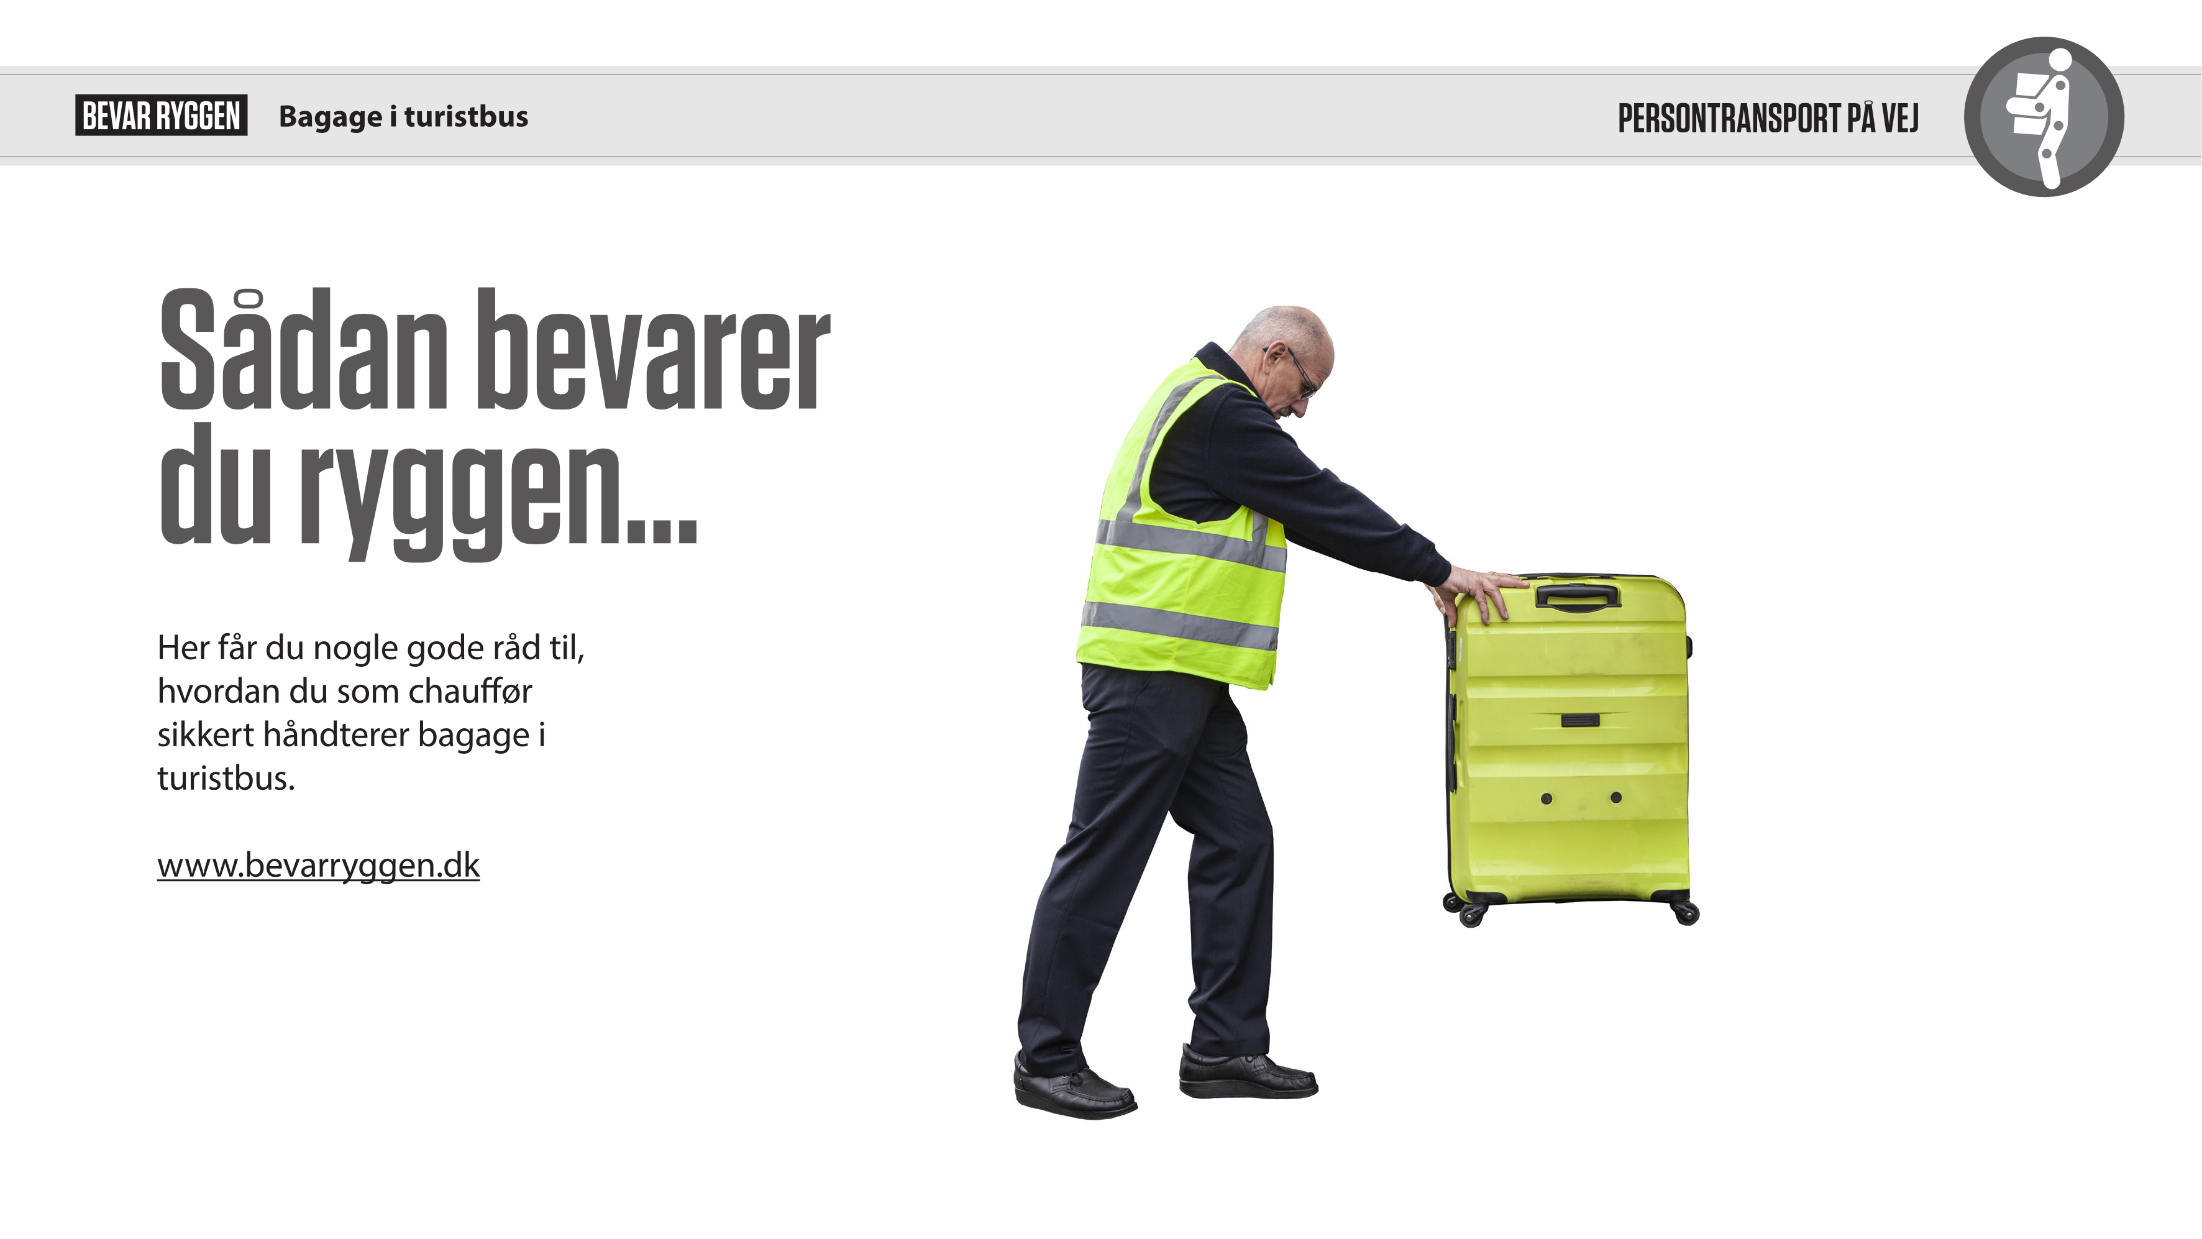 BEVAR RYGGEN
Bagage i turistbus
PERSONTRANSPORT PÅ VEJ
Sådan bevarer
du ryggen...
Her får du nogle gode råd til,
hvordan du som chauffør
sikkert håndterer bagage i
turistbus.
www.bevarryggen.dk